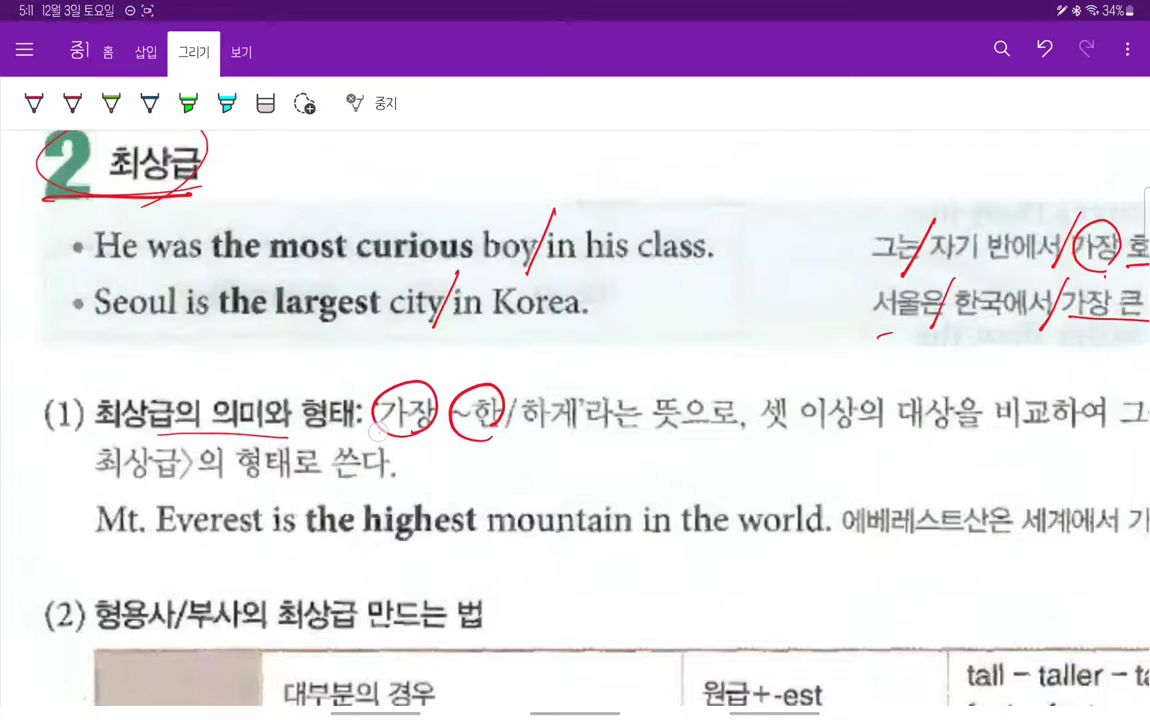 5:11 12월 3일 토요일 34%
중1 홈 삽입 그리기 보기
중지
2 최상급
• He was the most curious boy in his class. 그는 자기 반에서 가장 호
• Seoul is the largest city in Korea. 서울은 한국에서 가장 큰
(1) 최상급의 의미와 형태: '가장 ~한/하게'라는 뜻으로, 셋 이상의 대상을 비교하여 그
최상급>의 형태로 쓴다.
Mt. Everest is the highest mountain in the world. 에베레스트산은 세계에서 가
(2) 형용사/부사의 최상급 만드는 법
대부분의 경우 원급+-est tall – taller – ta